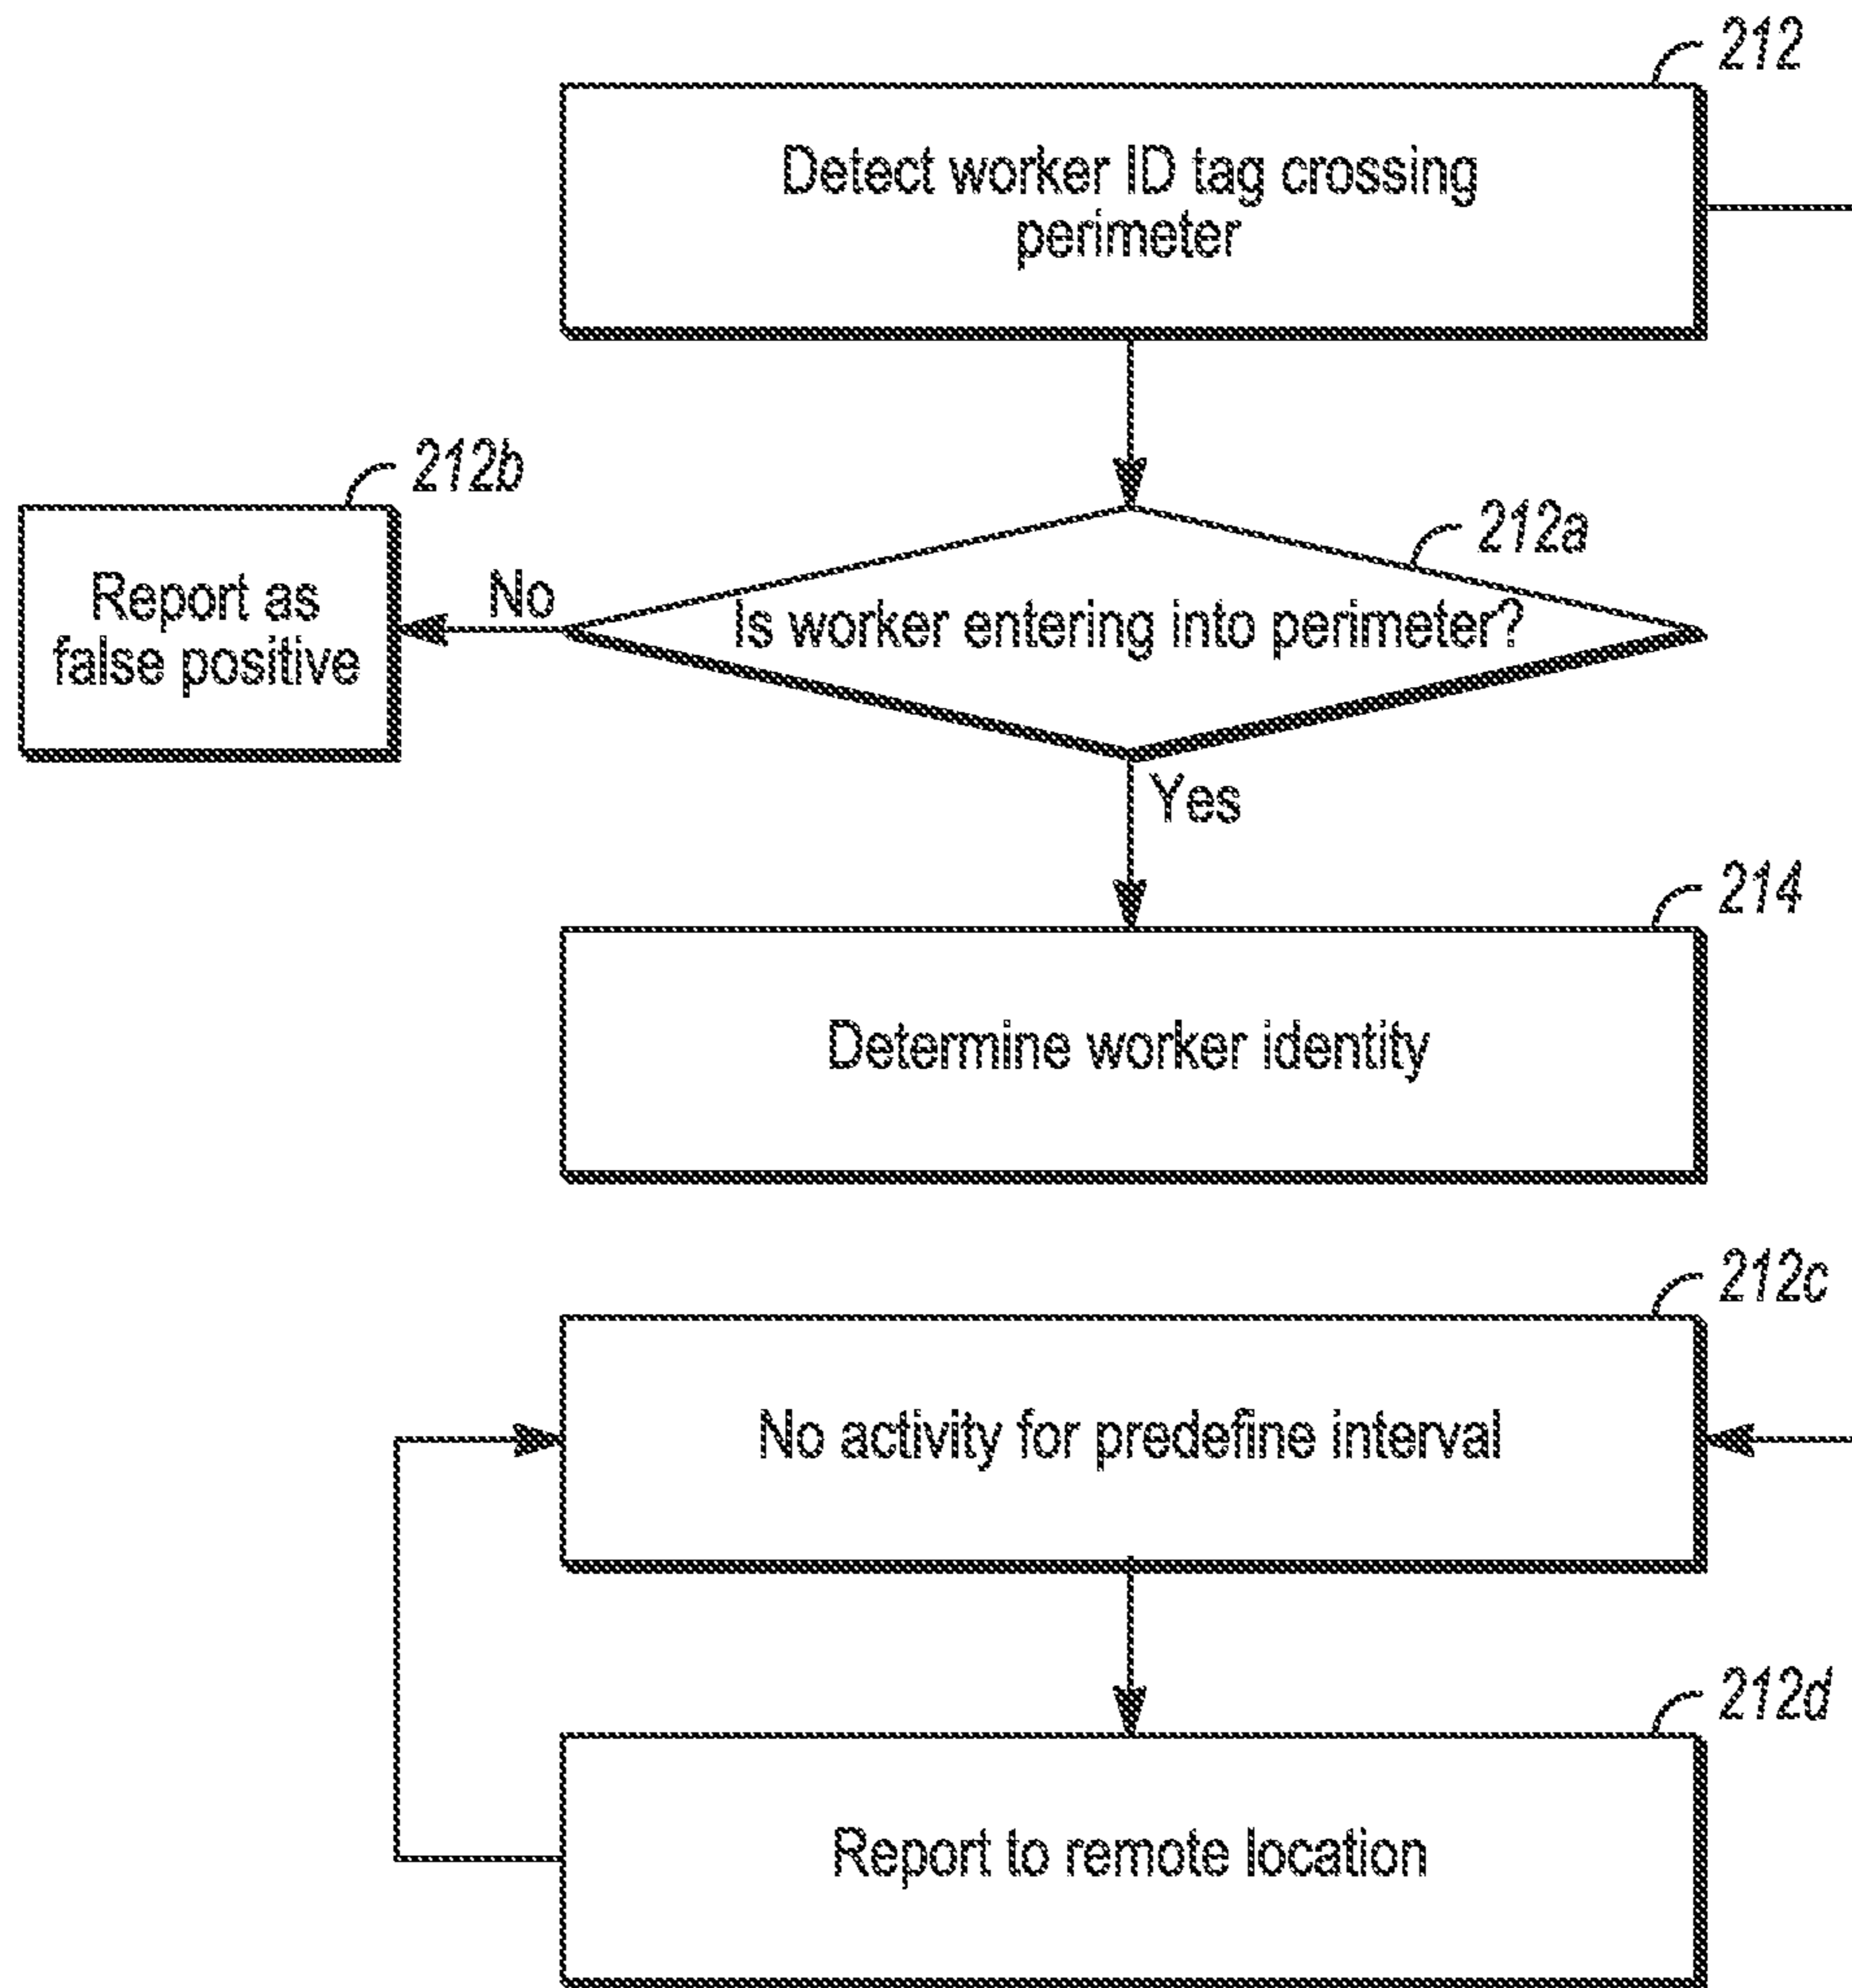 212
Detect worker ID tag crossing
perimeter
212b
212a
Report as
false positive
No
Is worker entering into perimeter?
Yes
214
Determine worker identity
212c
No activity for predefine interval
212d
Report to remote location